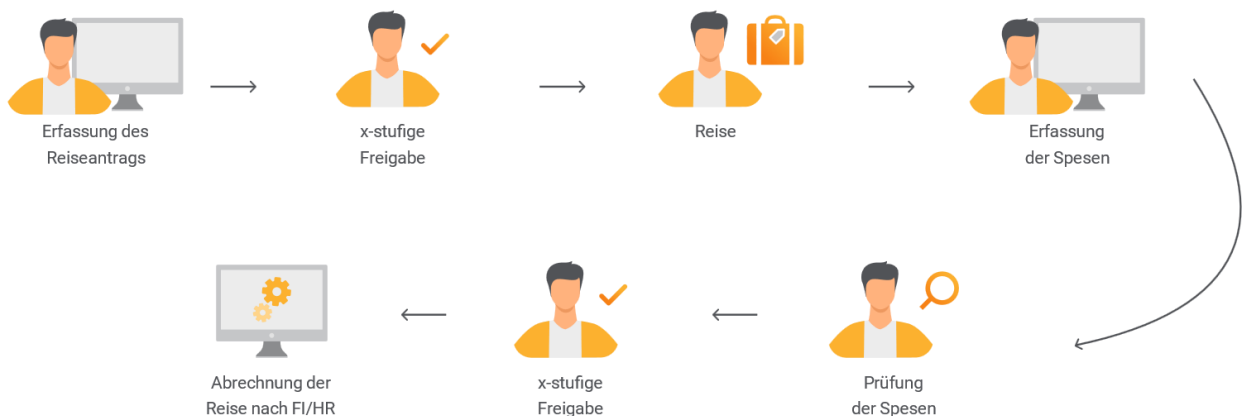 Erfassung des
Reiseantrags
x-stufige
Freigabe
Reise
Erfassung
der Spesen
Prüfung
der Spesen
x-stufige
Freigabe
Abrechnung der
Reise nach FI/HR